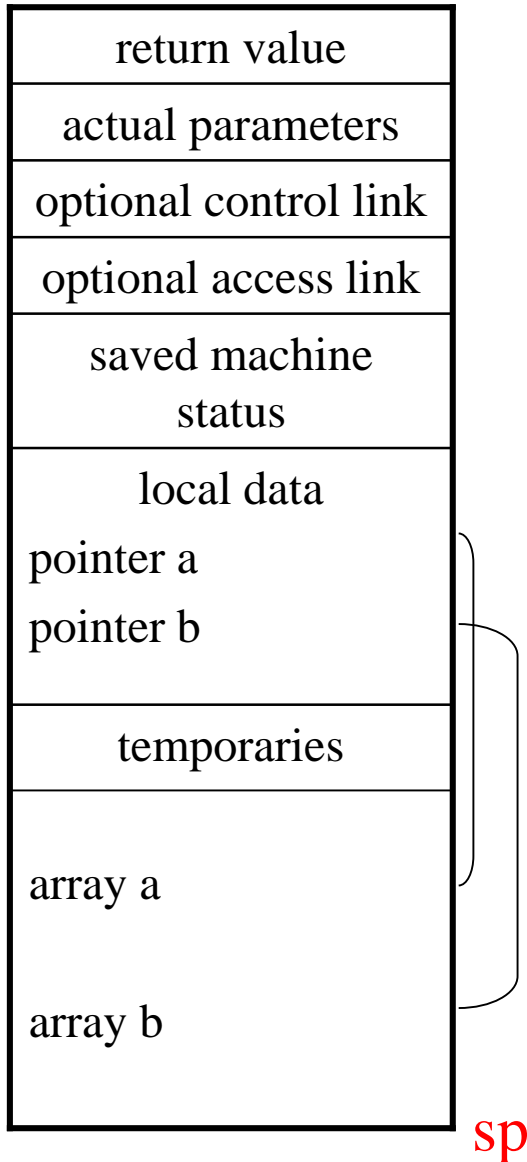 return value
actual parameters
optional control link
optional access link
saved machine
status
local data
pointer a
pointer b
temporaries
array a
array b
sp